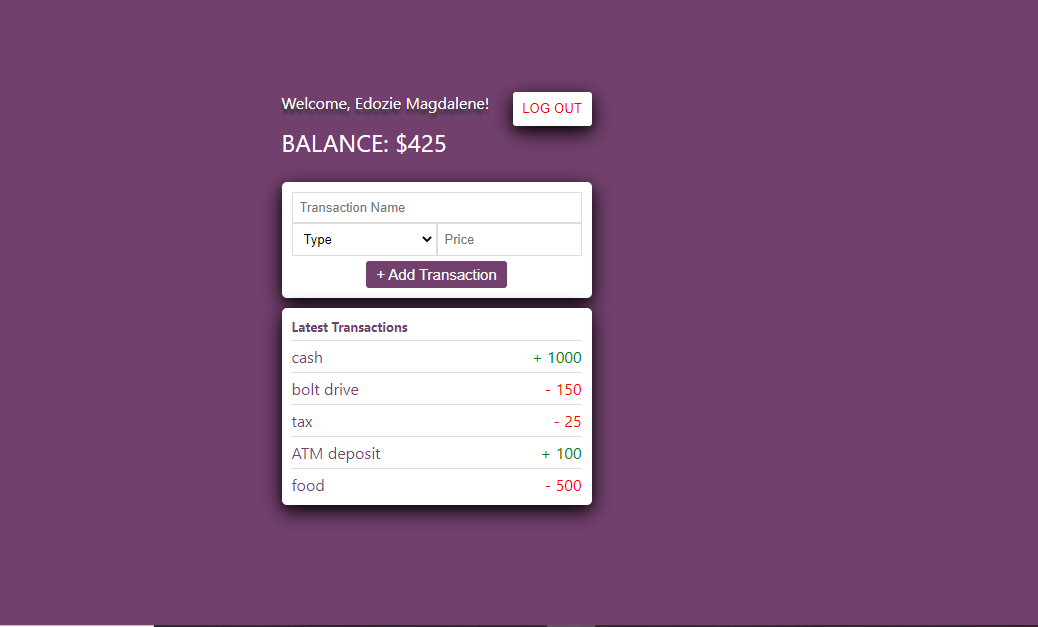 Welcome, Edozie Magdalene!
LOG OUT
BALANCE: $425
Transaction Name
Type
Price
+ Add Transaction
Latest Transactions
cash + 1000
bolt drive - 150
tax - 25
ATM deposit + 100
food - 500